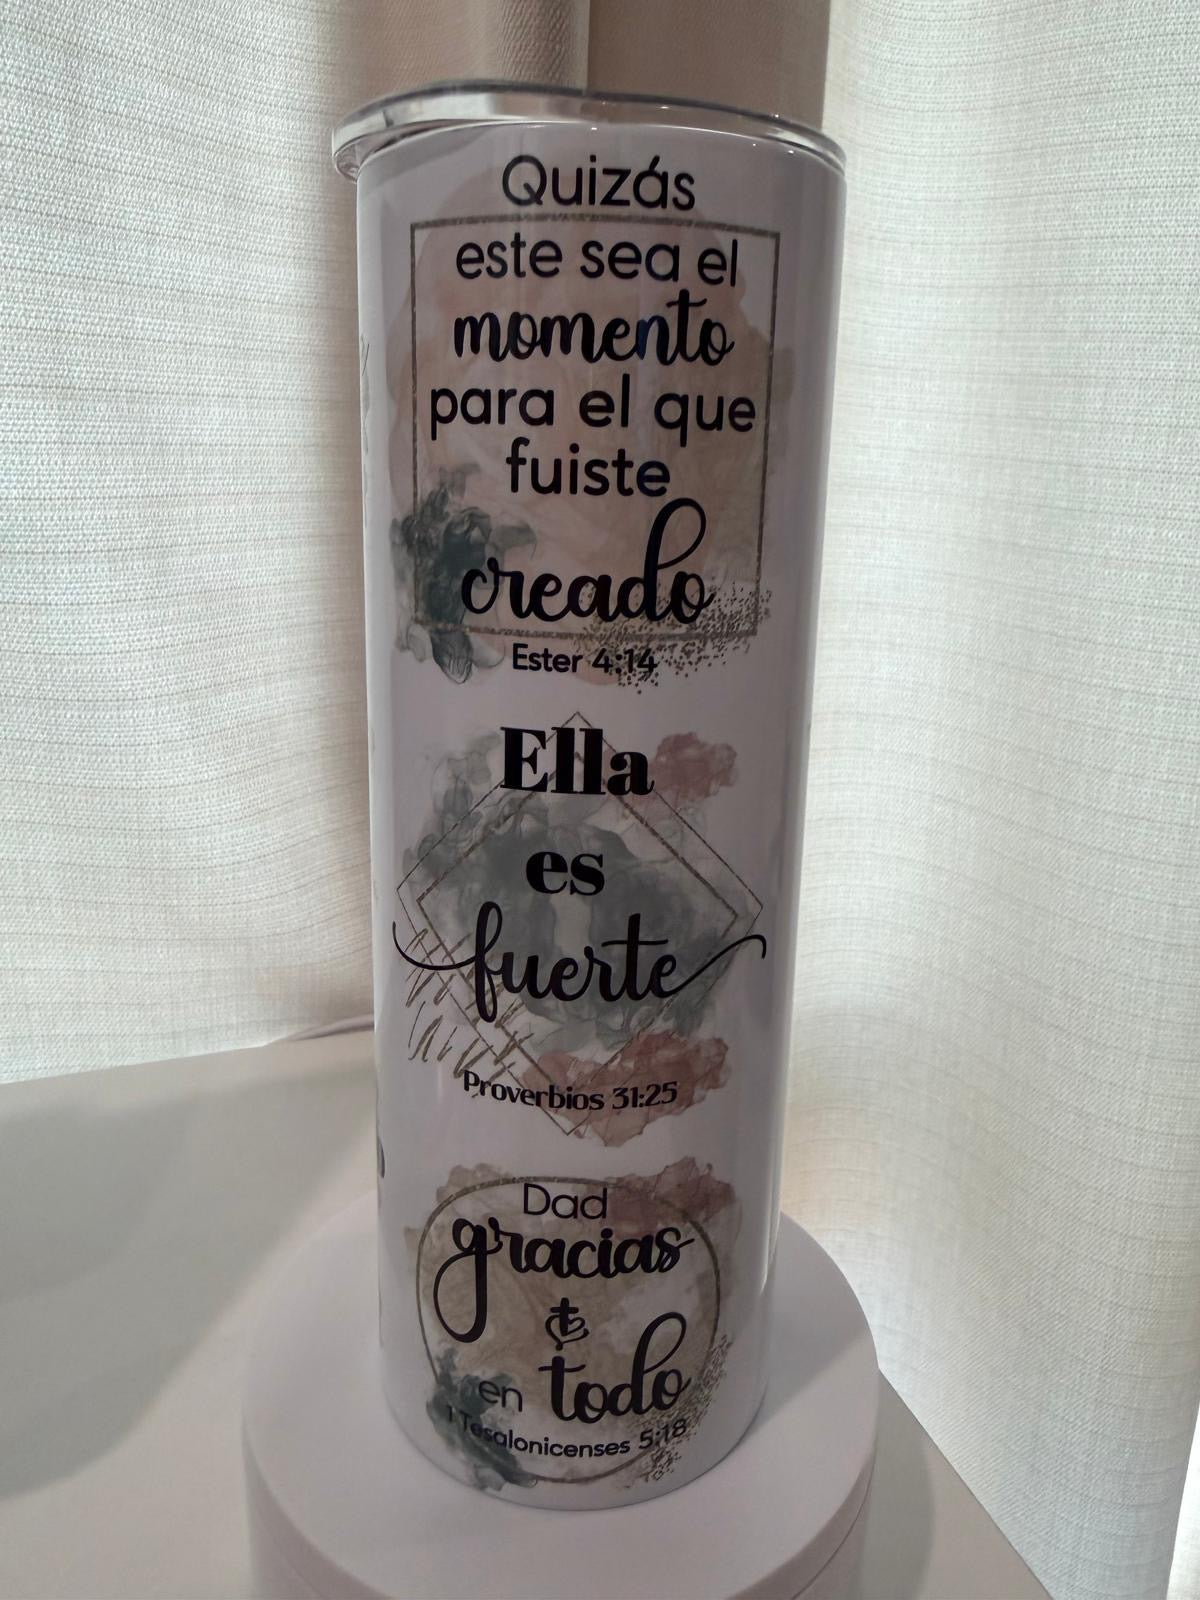 Quizás
este sea el
momento
para el que
fuiste
creado
Ester 4:14
Ella
es
fuerte
Proverbios 31:25
Dad
gracias
en todo
1 Tesalonicenses 5:18